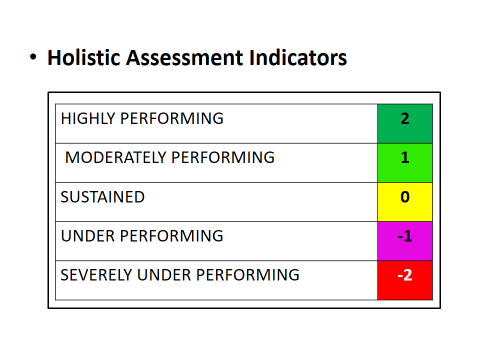 • Holistic Assessment Indicators
HIGHLY PERFORMING 2
MODERATELY PERFORMING 1
SUSTAINED 0
UNDER PERFORMING -1
SEVERELY UNDER PERFORMING -2